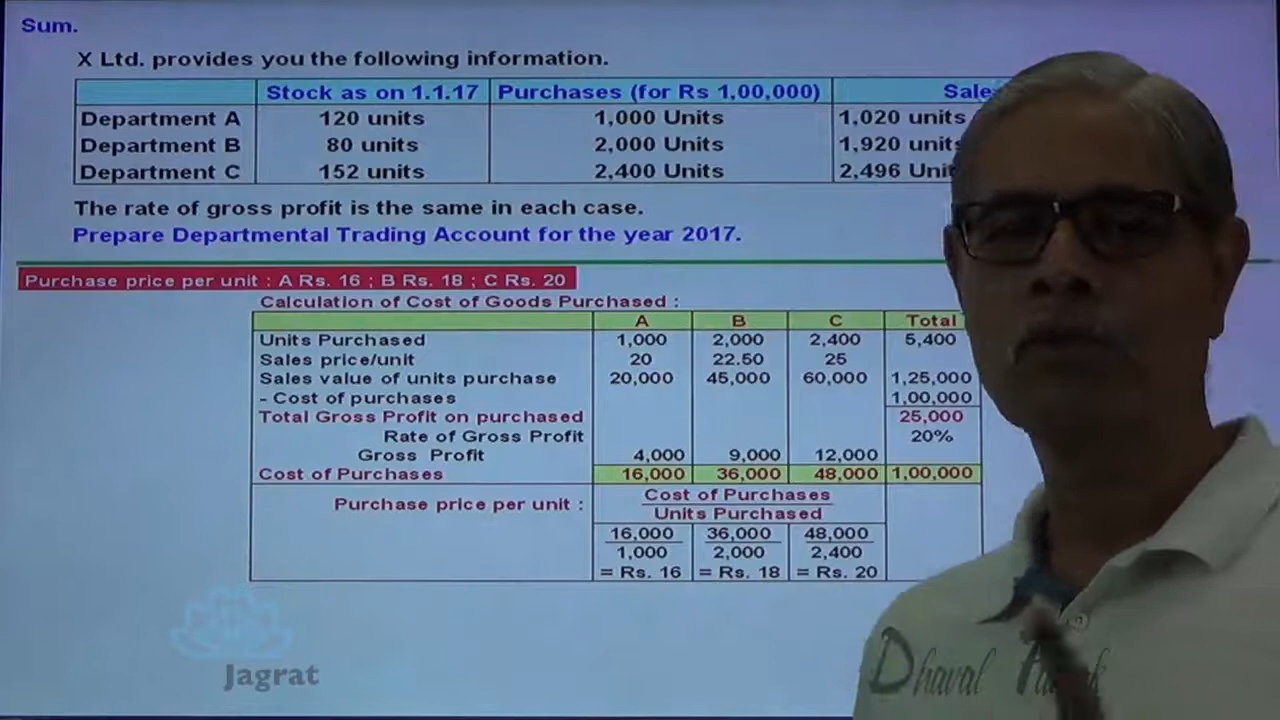 Sum.
X Ltd. provides you the following information.
Stock as on 1.1.17 Purchases (for Rs 1,00,000)
Department A 120 units 1,000 Units 1,020 units
Department B 80 units 2,000 Units 1,920
Department C 152 units 2,400 Units 2,496
The rate of gross profit is the same in each case.
Prepare Departmental Trading Account for the year 2017.
Purchase price per unit : A Rs. 16 ; B Rs. 18 ; C Rs. 20
Calculation of Cost of Goods Purchased :
A B C Total
Units Purchased 1,000 2,000 2,400 5,400
Sales price/unit 20 22.50 25
Sales value of units purchase 20,000 45,000 60,000 1,25,000
- Cost of purchases 1,00,000
Total Gross Profit on purchased 25,000
Rate of Gross Profit 20%
Gross Profit 4,000 9,000 12,000
Cost of Purchases 16,000 36,000 48,000 1,00,000
Purchase price per unit : Cost of Purchases
Units Purchased
16,000 36,000 48,000
1,000 2,000 2,400
= Rs. 16 = Rs. 18 = Rs. 20
Jagrat
Dhaval